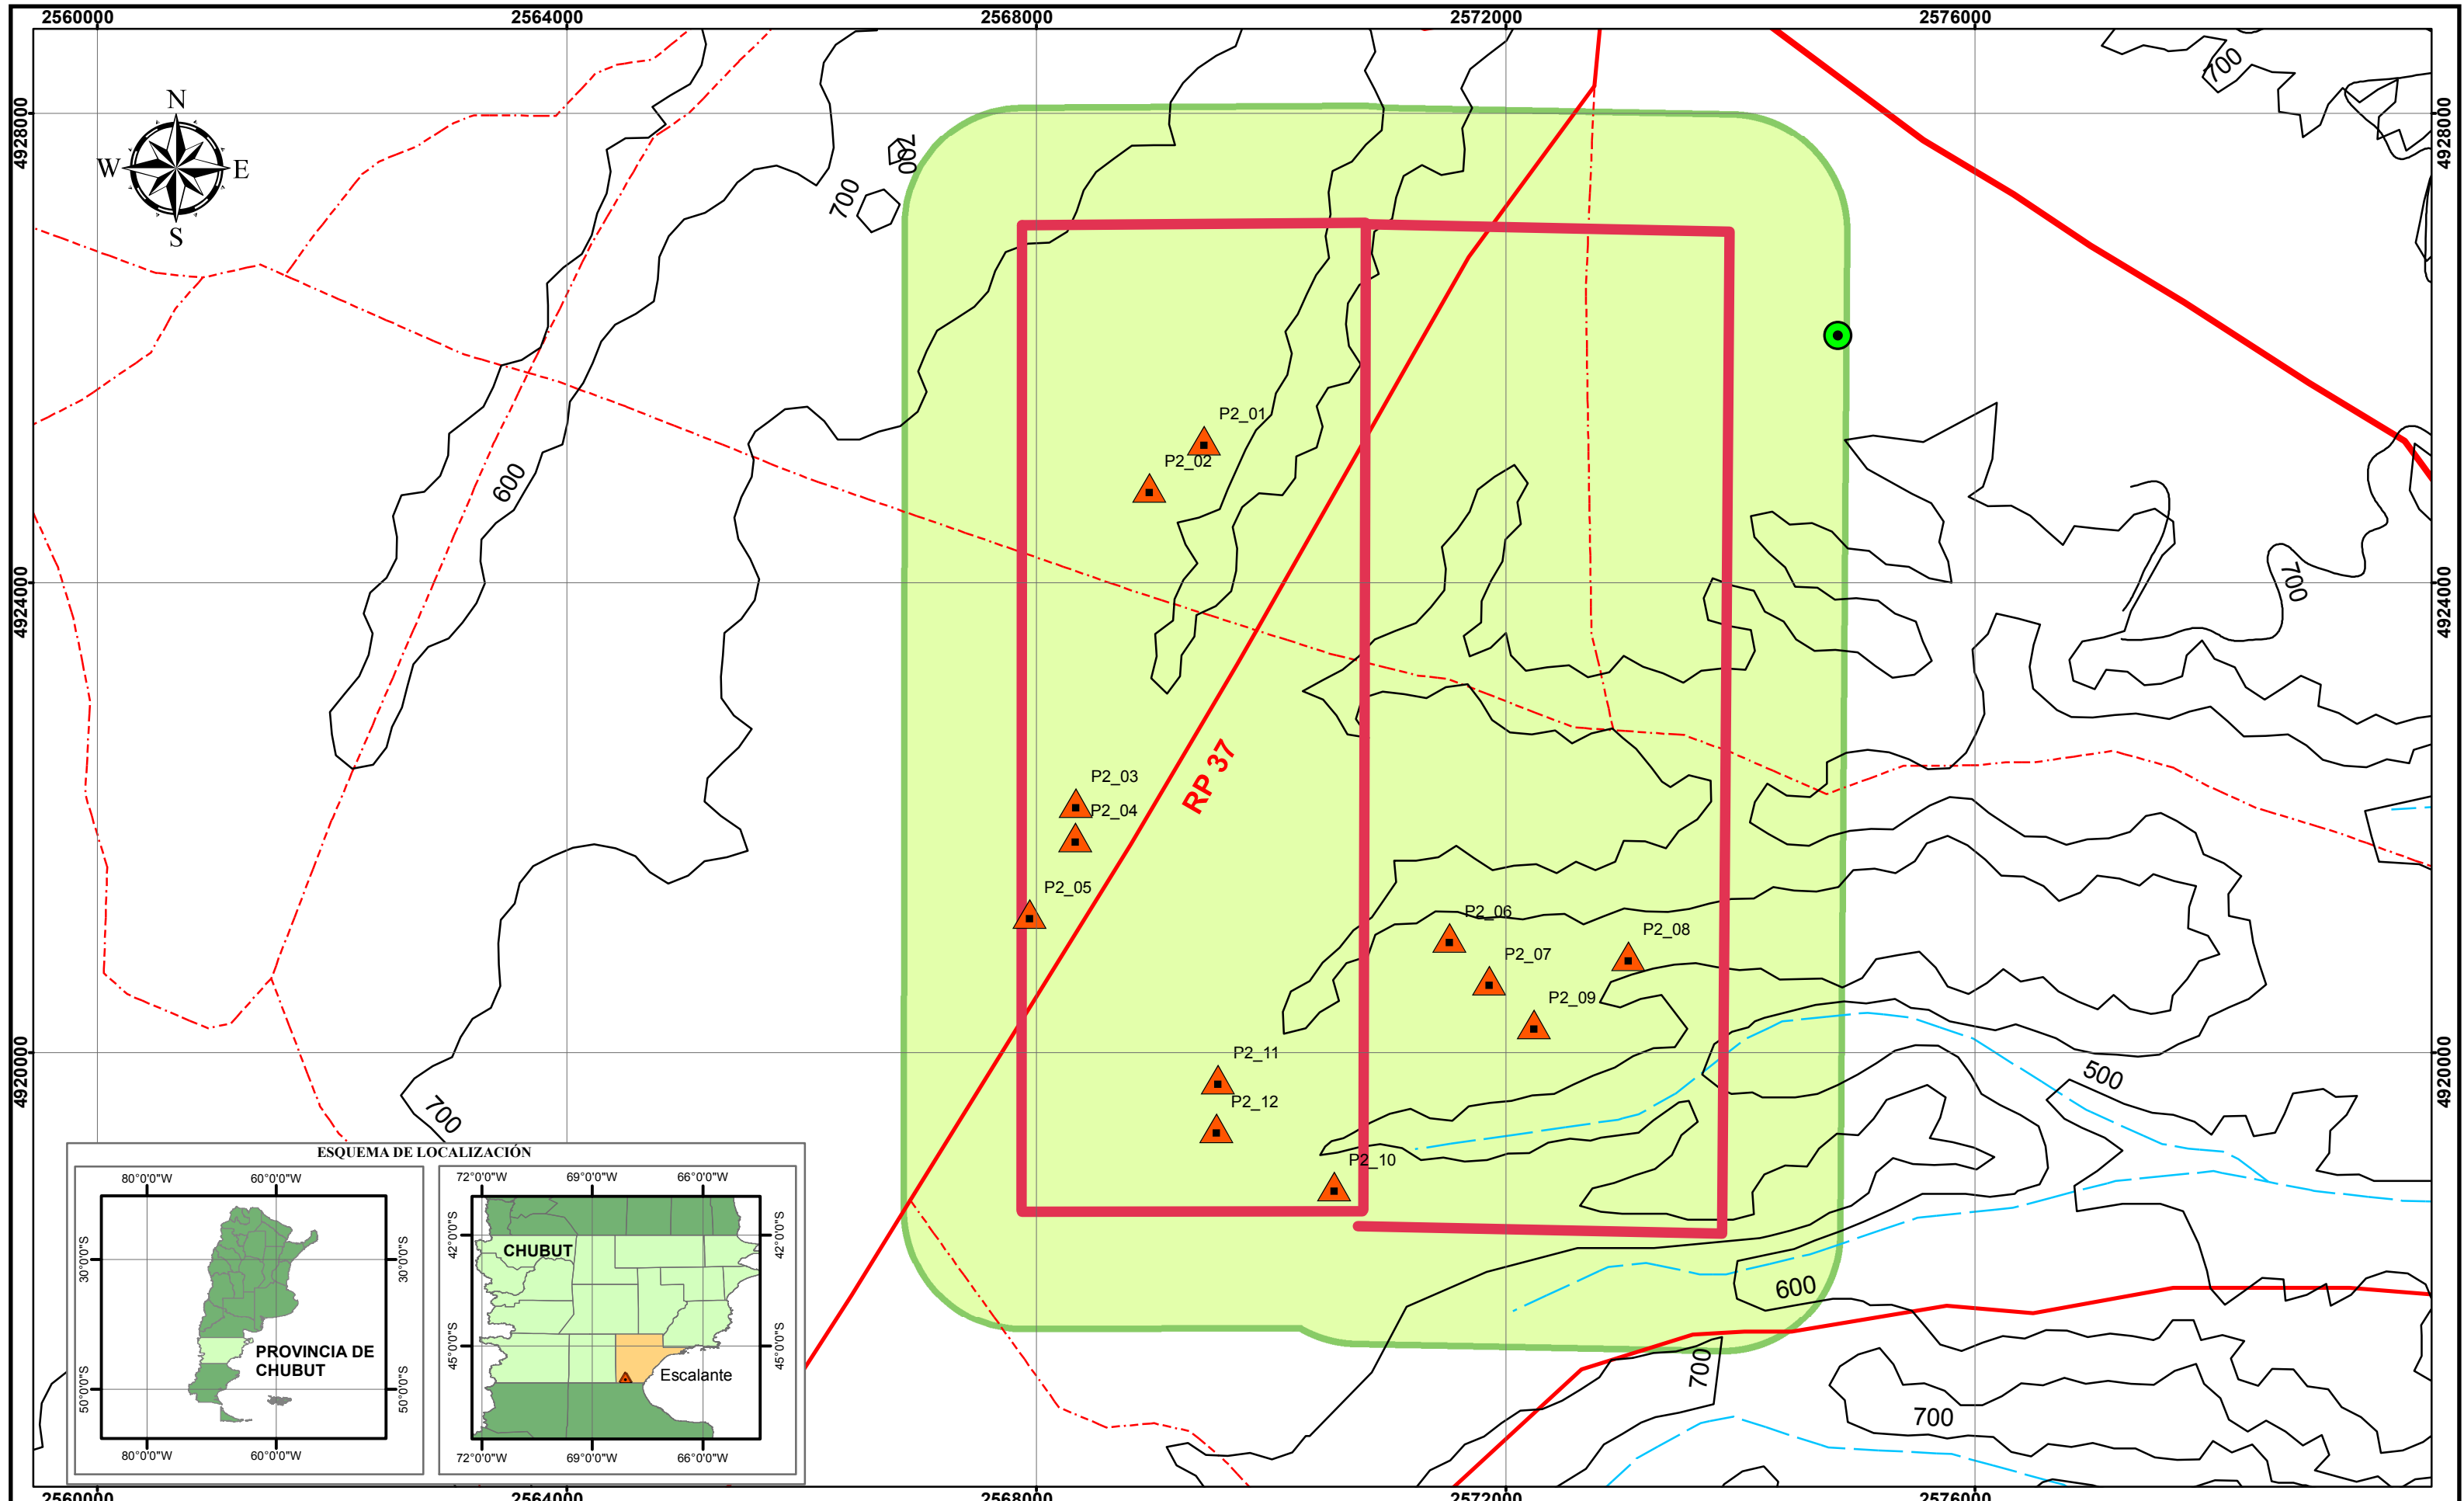 2560000
2564000
2568000
2572000
2576000
4928000
4928000
N
W
E
S
700
700
700
P2_01
P2_02
600
4924000
4924000
700
RP 37
P2_03
P2_04
P2_05
P2_06
P2_07
P2_08
P2_09
4920000
4920000
P2_11
P2_12
P2_10
500
700
600
700
700
ESQUEMA DE LOCALIZACIÓN
80°0'0"W
60°0'0"W
30°0'0"S
30°0'0"S
50°0'0"S
50°0'0"S
PROVINCIA DE
CHUBUT
80°0'0"W
60°0'0"W
72°0'0"W
69°0'0"W
66°0'0"W
42°0'0"S
42°0'0"S
CHUBUT
45°0'0"S
45°0'0"S
Escalante
72°0'0"W
69°0'0"W
66°0'0"W
2560000
2564000
2568000
2572000
2576000